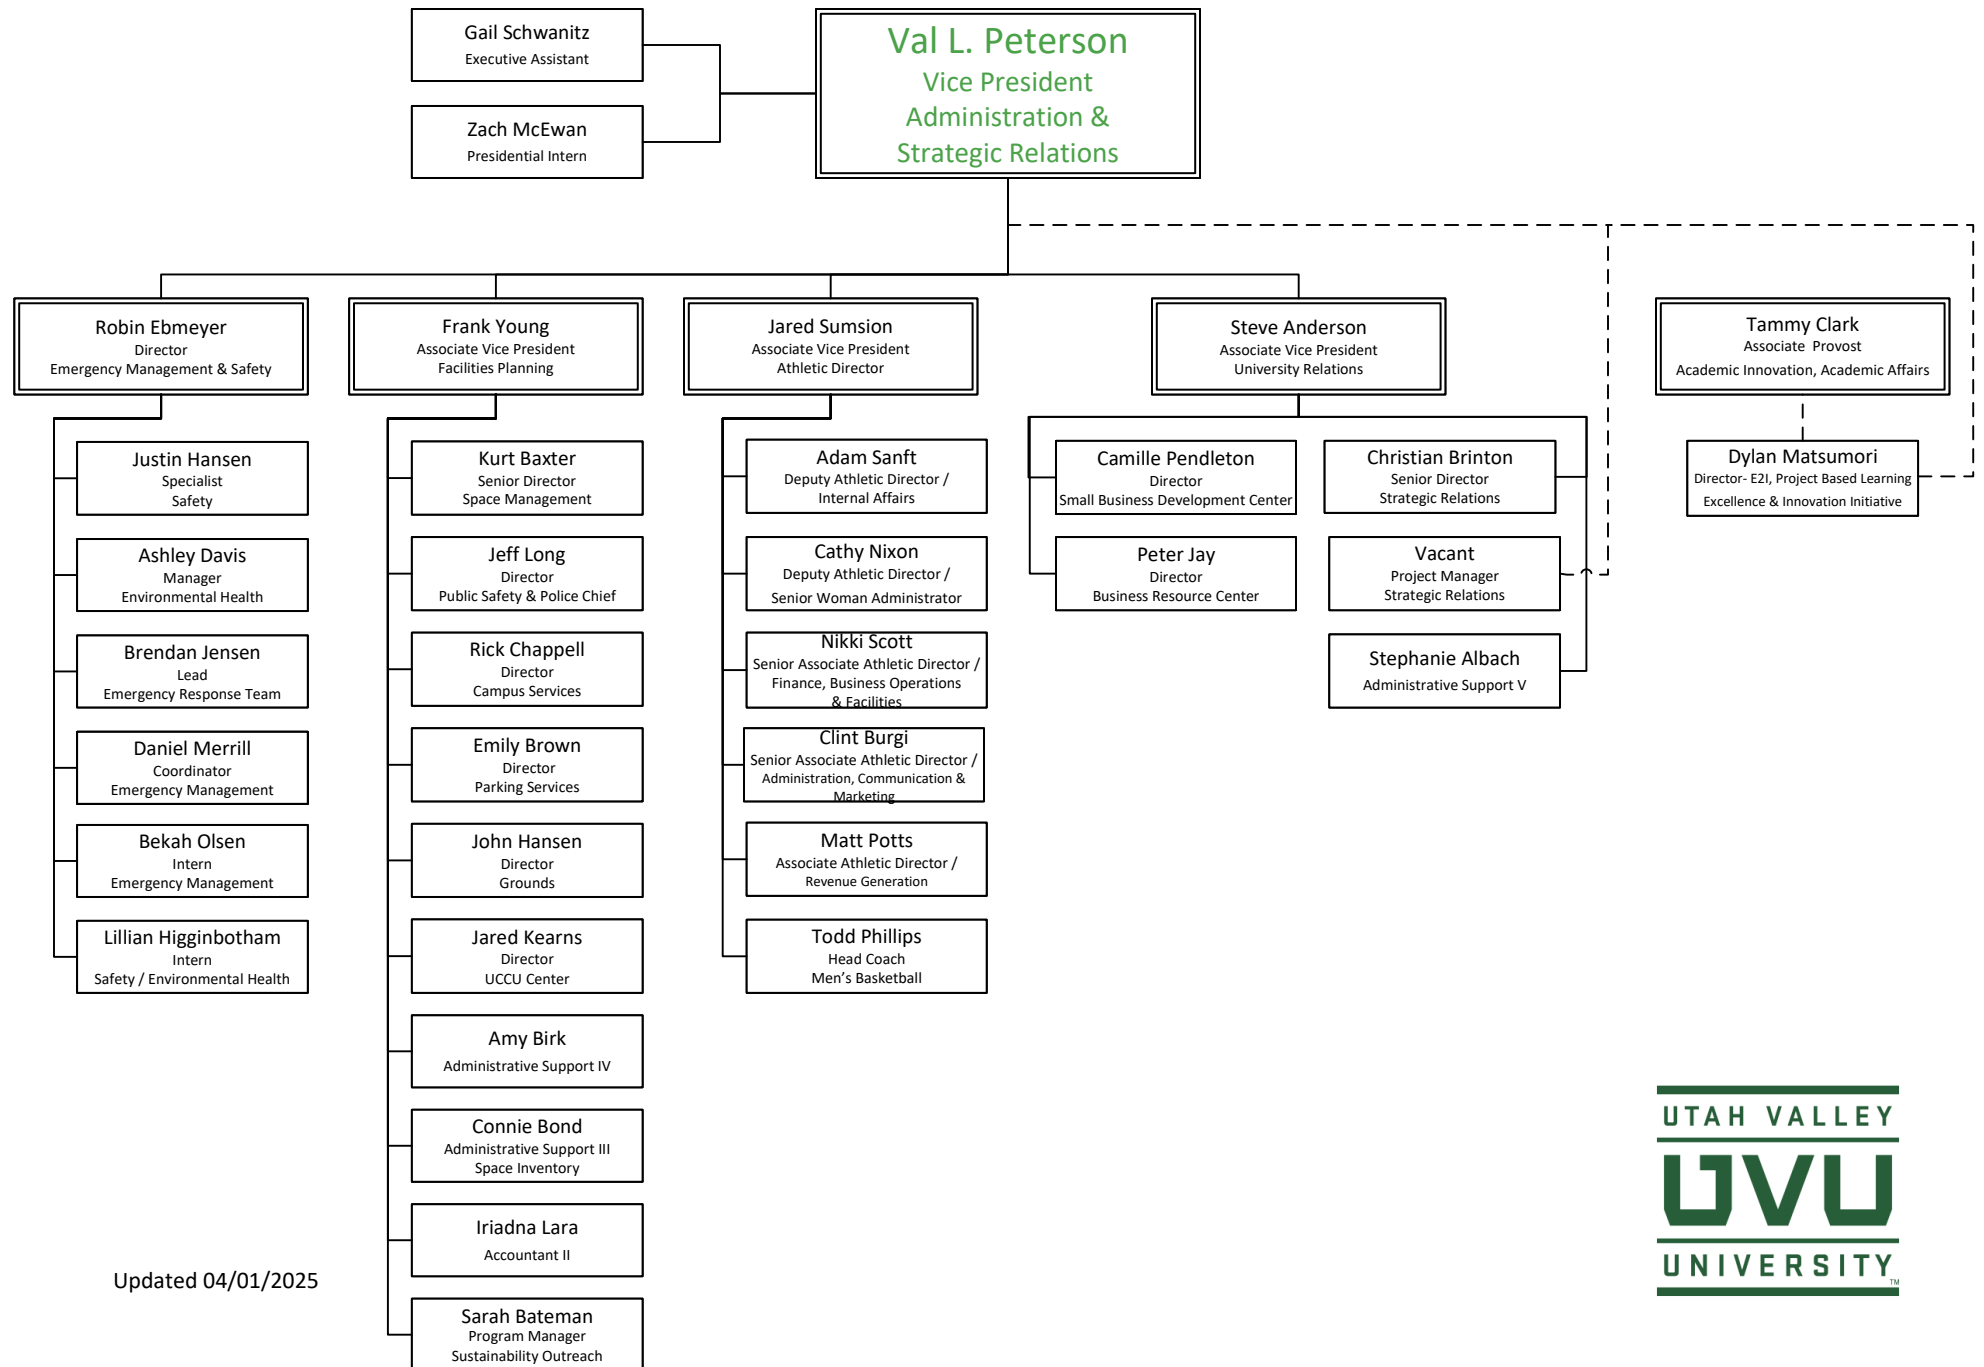 Gail Schwanitz
Executive Assistant
Zach McEwan
Presidential Intern
Val L. Peterson
Vice President
Administration &
Strategic Relations
Robin Ebmeyer
Director
Emergency Management & Safety
Frank Young
Associate Vice President
Facilities Planning
Jared Sumsion
Associate Vice President
Athletic Director
Steve Anderson
Associate Vice President
University Relations
Tammy Clark
Associate Provost
Academic Innovation, Academic Affairs
Justin Hansen
Specialist
Safety
Ashley Davis
Manager
Environmental Health
Brendan Jensen
Lead
Emergency Response Team
Daniel Merrill
Coordinator
Emergency Management
Bekah Olsen
Intern
Emergency Management
Lillian Higginbotham
Intern
Safety / Environmental Health
Kurt Baxter
Senior Director
Space Management
Jeff Long
Director
Public Safety & Police Chief
Rick Chappell
Director
Campus Services
Emily Brown
Director
Parking Services
John Hansen
Director
Grounds
Jared Kearns
Director
UCCU Center
Amy Birk
Administrative Support IV
Connie Bond
Administrative Support III
Space Inventory
Iriadna Lara
Accountant II
Sarah Bateman
Program Manager
Sustainability Outreach
Adam Sanft
Deputy Athletic Director /
Internal Affairs
Cathy Nixon
Deputy Athletic Director /
Senior Woman Administrator
Nikki Scott
Senior Associate Athletic Director /
Finance, Business Operations
& Facilities
Clint Burgi
Senior Associate Athletic Director /
Administration, Communication &
Marketing
Matt Potts
Associate Athletic Director /
Revenue Generation
Todd Phillips
Head Coach
Men’s Basketball
Camille Pendleton
Director
Small Business Development Center
Peter Jay
Director
Business Resource Center
Christian Brinton
Senior Director
Strategic Relations
Vacant
Project Manager
Strategic Relations
Stephanie Albach
Administrative Support V
Dylan Matsumori
Director- E2I, Project Based Learning
Excellence & Innovation Initiative
Updated 04/01/2025
UTAH VALLEY
UVU
UNIVERSITY
TM